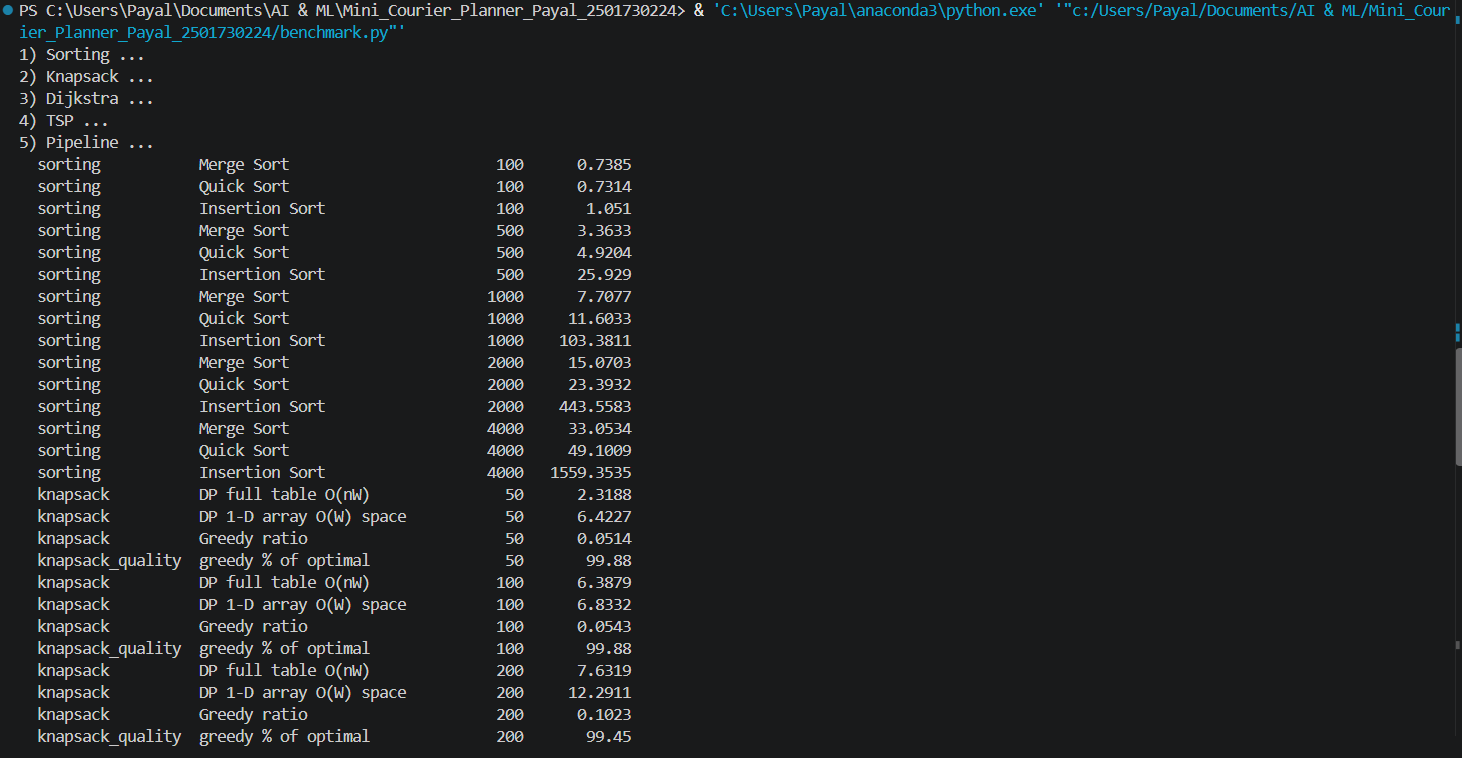 PS C:\Users\Payal\Documents\AI & ML\Mini_Courier_Planner_Payal_2501730224> & 'C:\Users\Payal\anaconda3\python.exe' '"c:/Users/Payal/Documents/AI & ML/Mini_Cour
ier_Planner_Payal_2501730224/benchmark.py"'
1) Sorting ...
2) Knapsack ...
3) Dijkstra ...
4) TSP ...
5) Pipeline ...
  sorting           Merge Sort                       100      0.7385
  sorting           Quick Sort                       100      0.7314
  sorting           Insertion Sort                   100       1.051
  sorting           Merge Sort                       500      3.3633
  sorting           Quick Sort                       500      4.9204
  sorting           Insertion Sort                   500      25.929
  sorting           Merge Sort                      1000      7.7077
  sorting           Quick Sort                      1000     11.6033
  sorting           Insertion Sort                  1000    103.3811
  sorting           Merge Sort                      2000     15.0703
  sorting           Quick Sort                      2000     23.3932
  sorting           Insertion Sort                  2000    443.5583
  sorting           Merge Sort                      4000     33.0534
  sorting           Quick Sort                      4000     49.1009
  sorting           Insertion Sort                  4000   1559.3535
  knapsack          DP full table O(nW)               50      2.3188
  knapsack          DP 1-D array O(W) space           50      6.4227
  knapsack          Greedy ratio                      50      0.0514
  knapsack_quality  greedy % of optimal               50       99.88
  knapsack          DP full table O(nW)              100      6.3879
  knapsack          DP 1-D array O(W) space          100      6.8332
  knapsack          Greedy ratio                     100      0.0543
  knapsack_quality  greedy % of optimal              100       99.88
  knapsack          DP full table O(nW)              200      7.6319
  knapsack          DP 1-D array O(W) space          200     12.2911
  knapsack          Greedy ratio                     200      0.1023
  knapsack_quality  greedy % of optimal              200       99.45